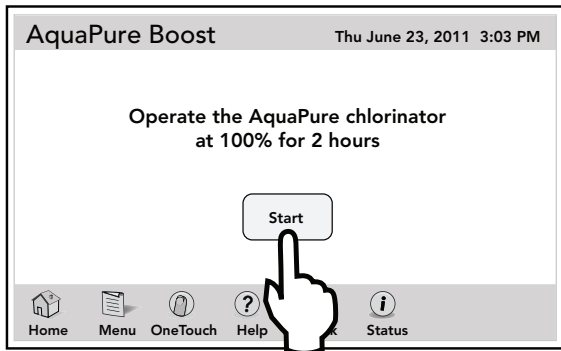 AquaPure Boost
Thu June 23, 2011 3:03 PM
Operate the AquaPure chlorinator
at 100% for 2 hours
Start
Home Menu OneTouch Help Status